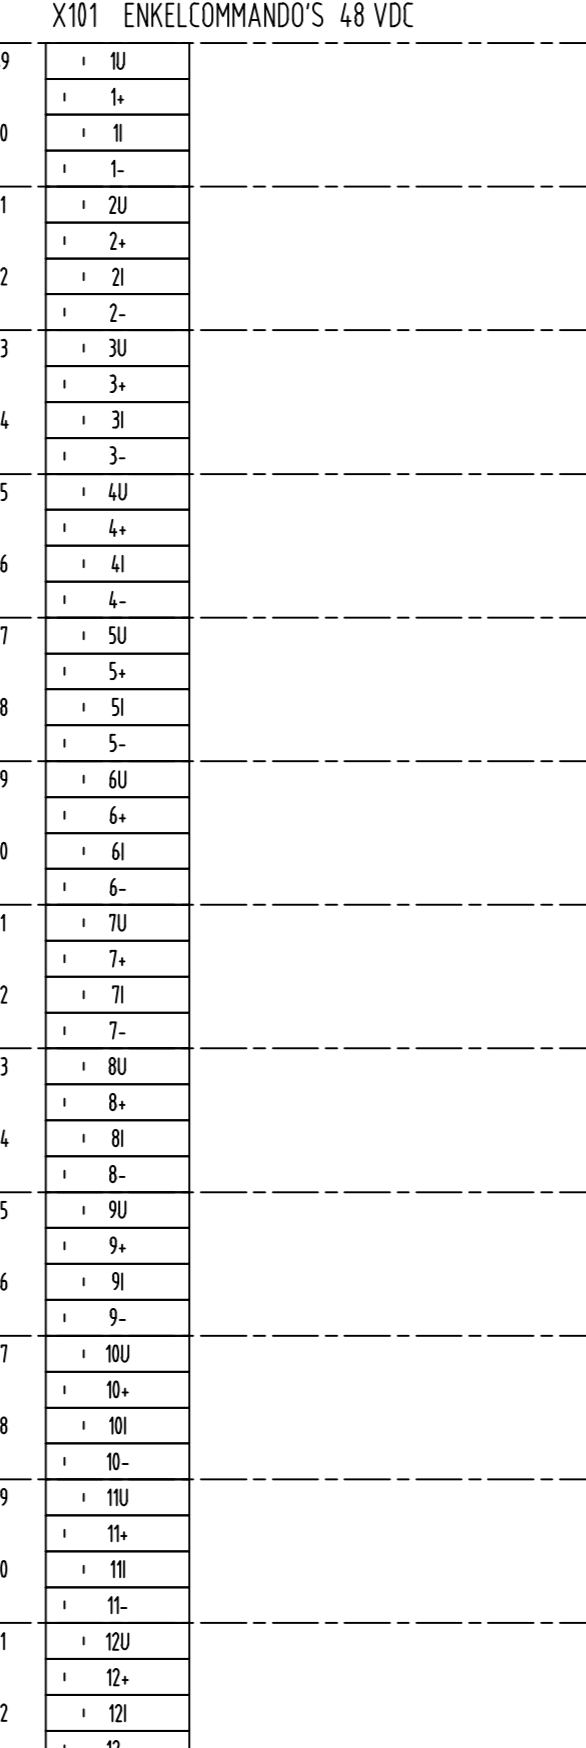 X101 ENKELCOMMANDO'S 48 VDC
9 1U
1+
0 1I
1-
1 2U
2+
2 2I
2-
3 3U
3+
4 3I
3-
5 4U
4+
6 4I
4-
7 5U
5+
8 5I
5-
9 6U
6+
0 6I
6-
1 7U
7+
2 7I
7-
3 8U
8+
4 8I
8-
5 9U
9+
6 9I
9-
7 10U
10+
8 10I
10-
9 11U
11+
0 11I
11-
1 12U
12+
2 12I